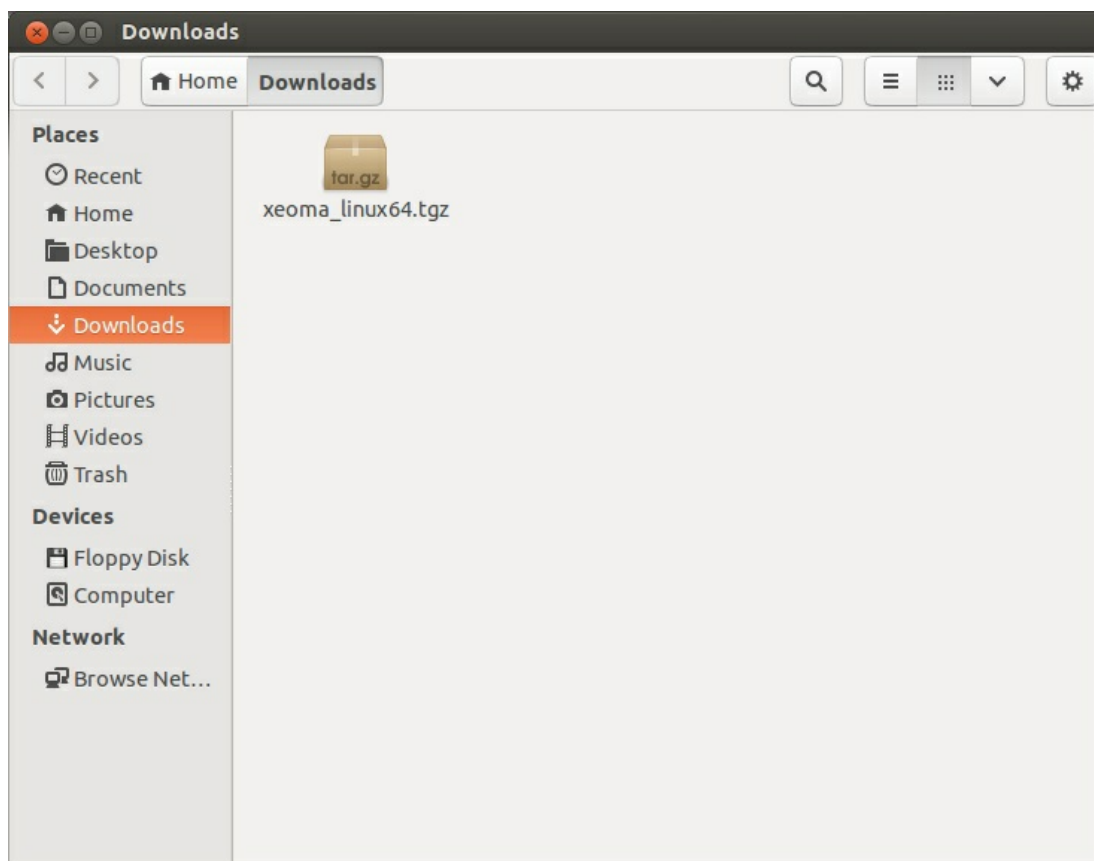 Downloads
Home Downloads
Places
Recent
Home
Desktop
Documents
Downloads
Music
Pictures
Videos
Trash
Devices
Floppy Disk
Computer
Network
Browse Net...
tar.gz
xeoma_linux64.tgz